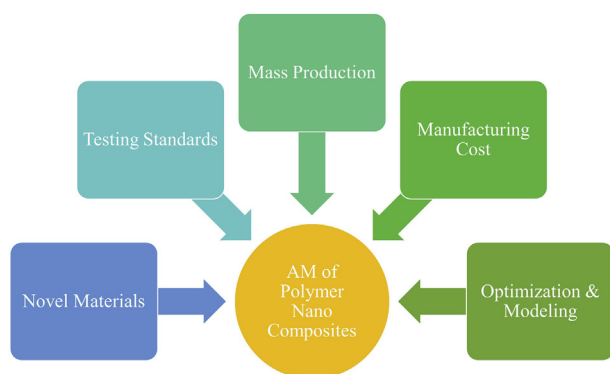 Mass Production
Testing Standards
Manufacturing
Cost
Novel Materials
AM of
Polymer
Nano
Composites
Optimization &
Modeling